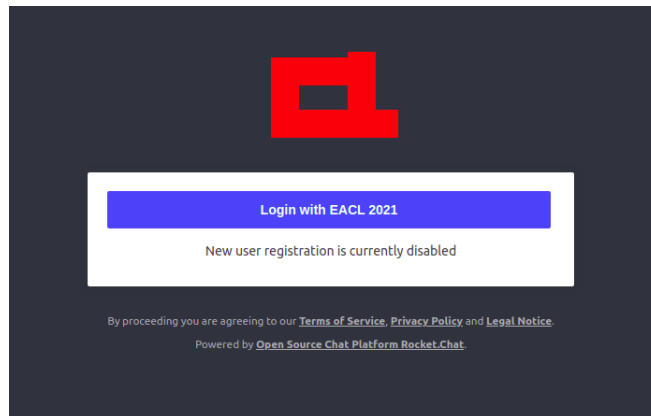 Login with EACL 2021
New user registration is currently disabled
By proceeding you are agreeing to our Terms of Service, Privacy Policy and Legal Notice.
Powered by Open Source Chat Platform Rocket.Chat.